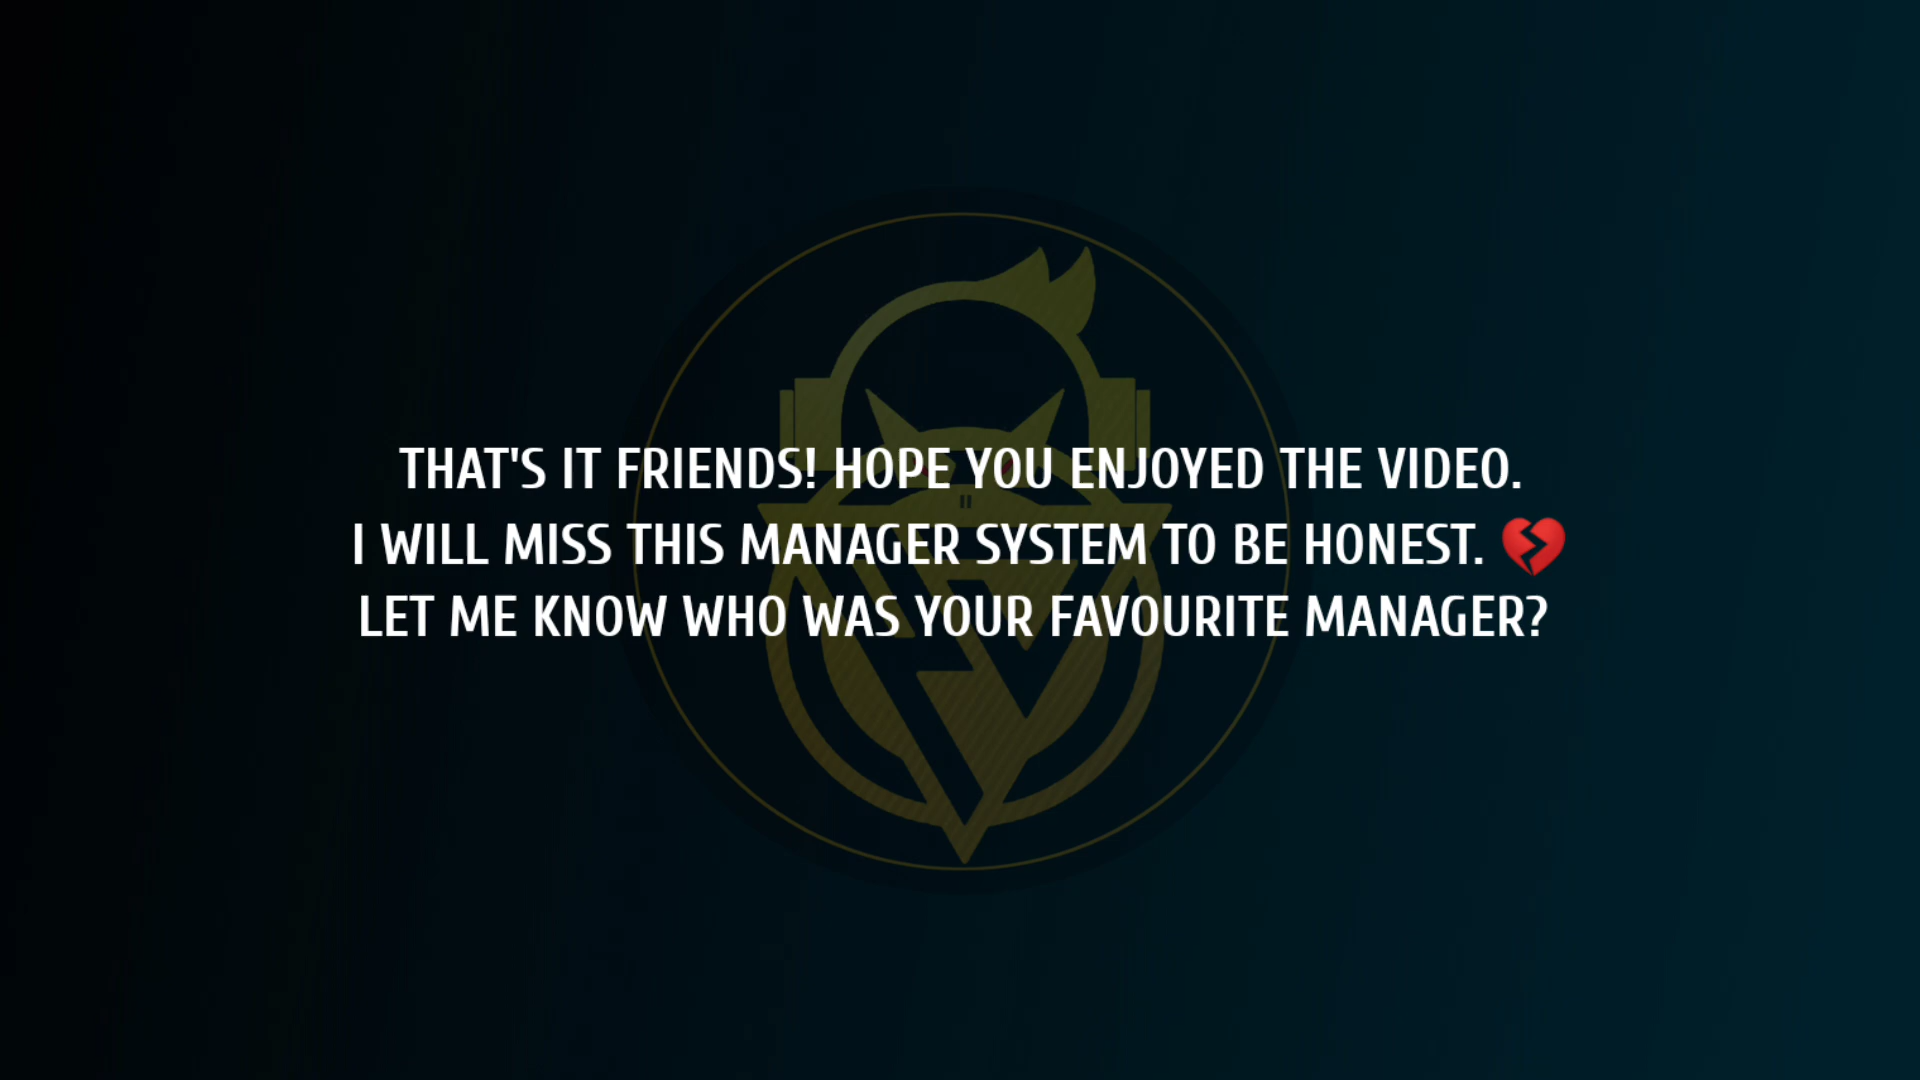 THAT'S IT FRIENDS! HOPE YOU ENJOYED THE VIDEO.
I WILL MISS THIS MANAGER SYSTEM TO BE HONEST. 💔
LET ME KNOW WHO WAS YOUR FAVOURITE MANAGER?